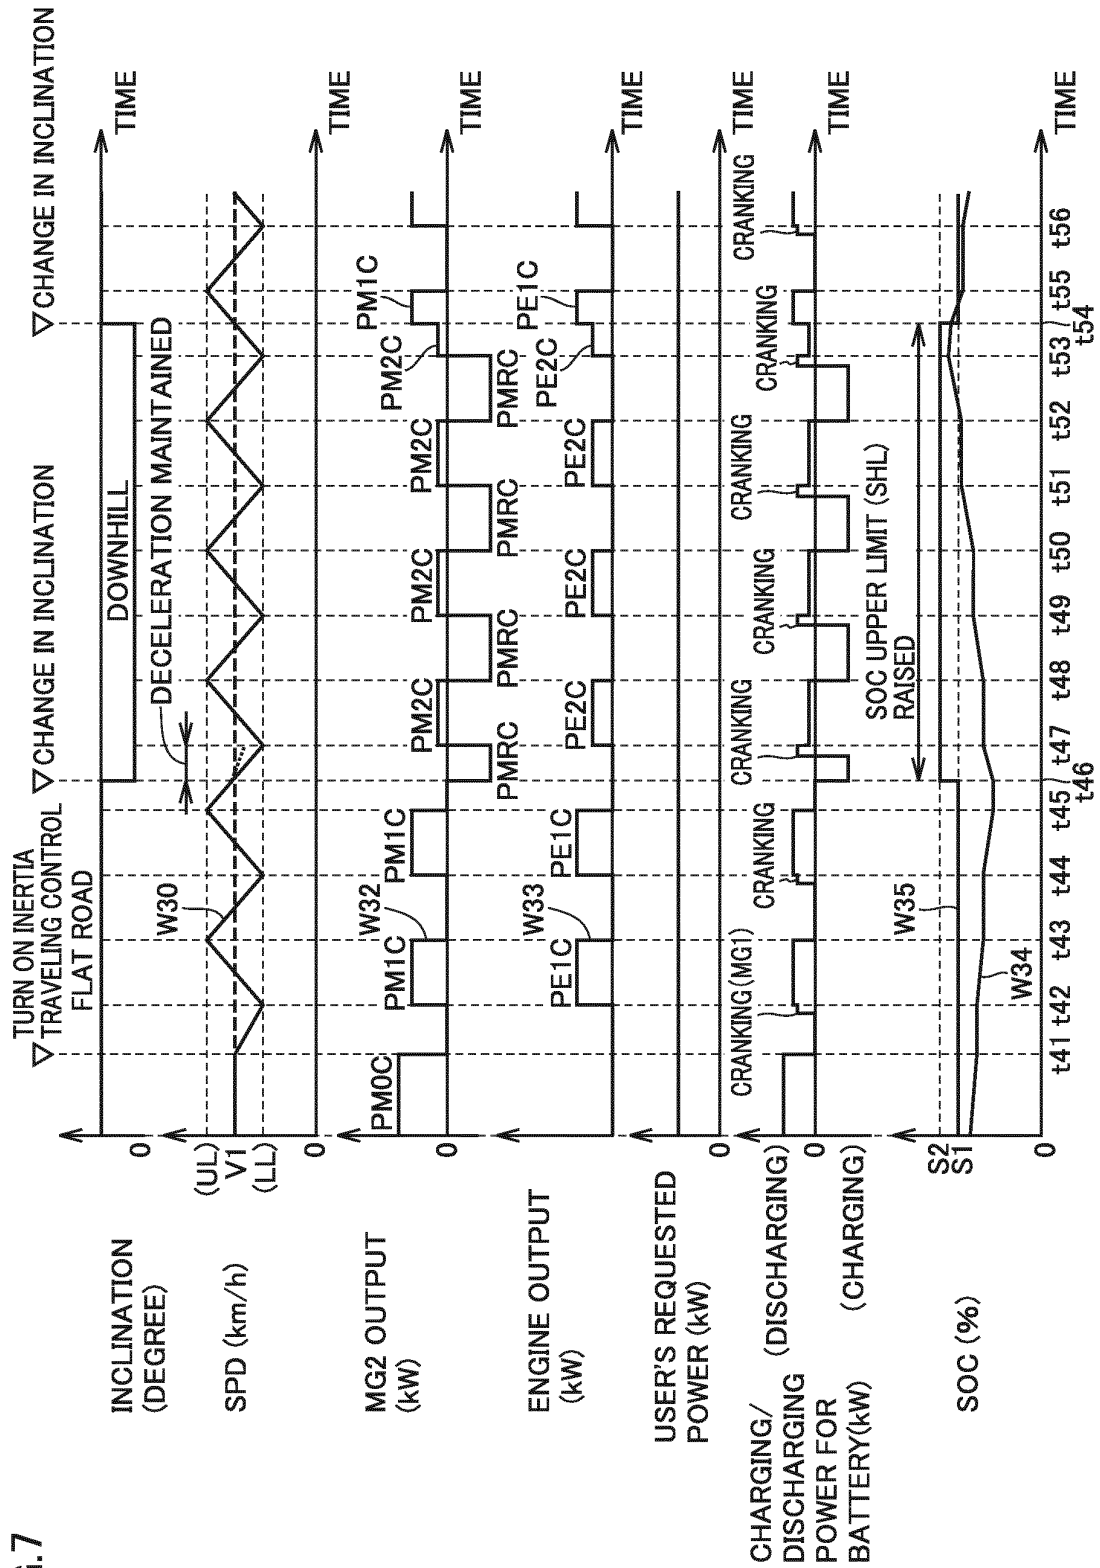 .7
TURN ON INERTIA
▽TRAVELING CONTROL
FLAT ROAD
▽CHANGE IN INCLINATION
▽CHANGE IN INCLINATION
INCLINATION
(DEGREE)
0
DOWNHILL
TIME
DECELERATION MAINTAINED
SPD (km/h)
(UL)
V1
(LL)
0
W30
TIME
MG2 OUTPUT
(kW)
0
PM0C
PM1C
W32
PM1C
PMRC
PM2C
PMRC
PM2C
PMRC
PM2C
PMRC
PM2C
PM1C
TIME
ENGINE OUTPUT
(kW)
0
PE1C
W33
PE1C
PE2C
PE2C
PE2C
PE2C
PE1C
TIME
USER'S REQUESTED
POWER (kW)
0
TIME
CHARGING/
DISCHARGING
POWER FOR
BATTERY(kW)
(DISCHARGING)
0
(CHARGING)
CRANKING(MG1)
CRANKING
CRANKING
CRANKING
CRANKING
CRANKING
CRANKING
TIME
SOC (%)
S2
S1
0
W35
W34
SOC UPPER LIMIT (SHL)
RAISED
TIME
t41 t42 t43 t44 t45 t46 t47 t48 t49 t50 t51 t52 t53 t54 t55 t56